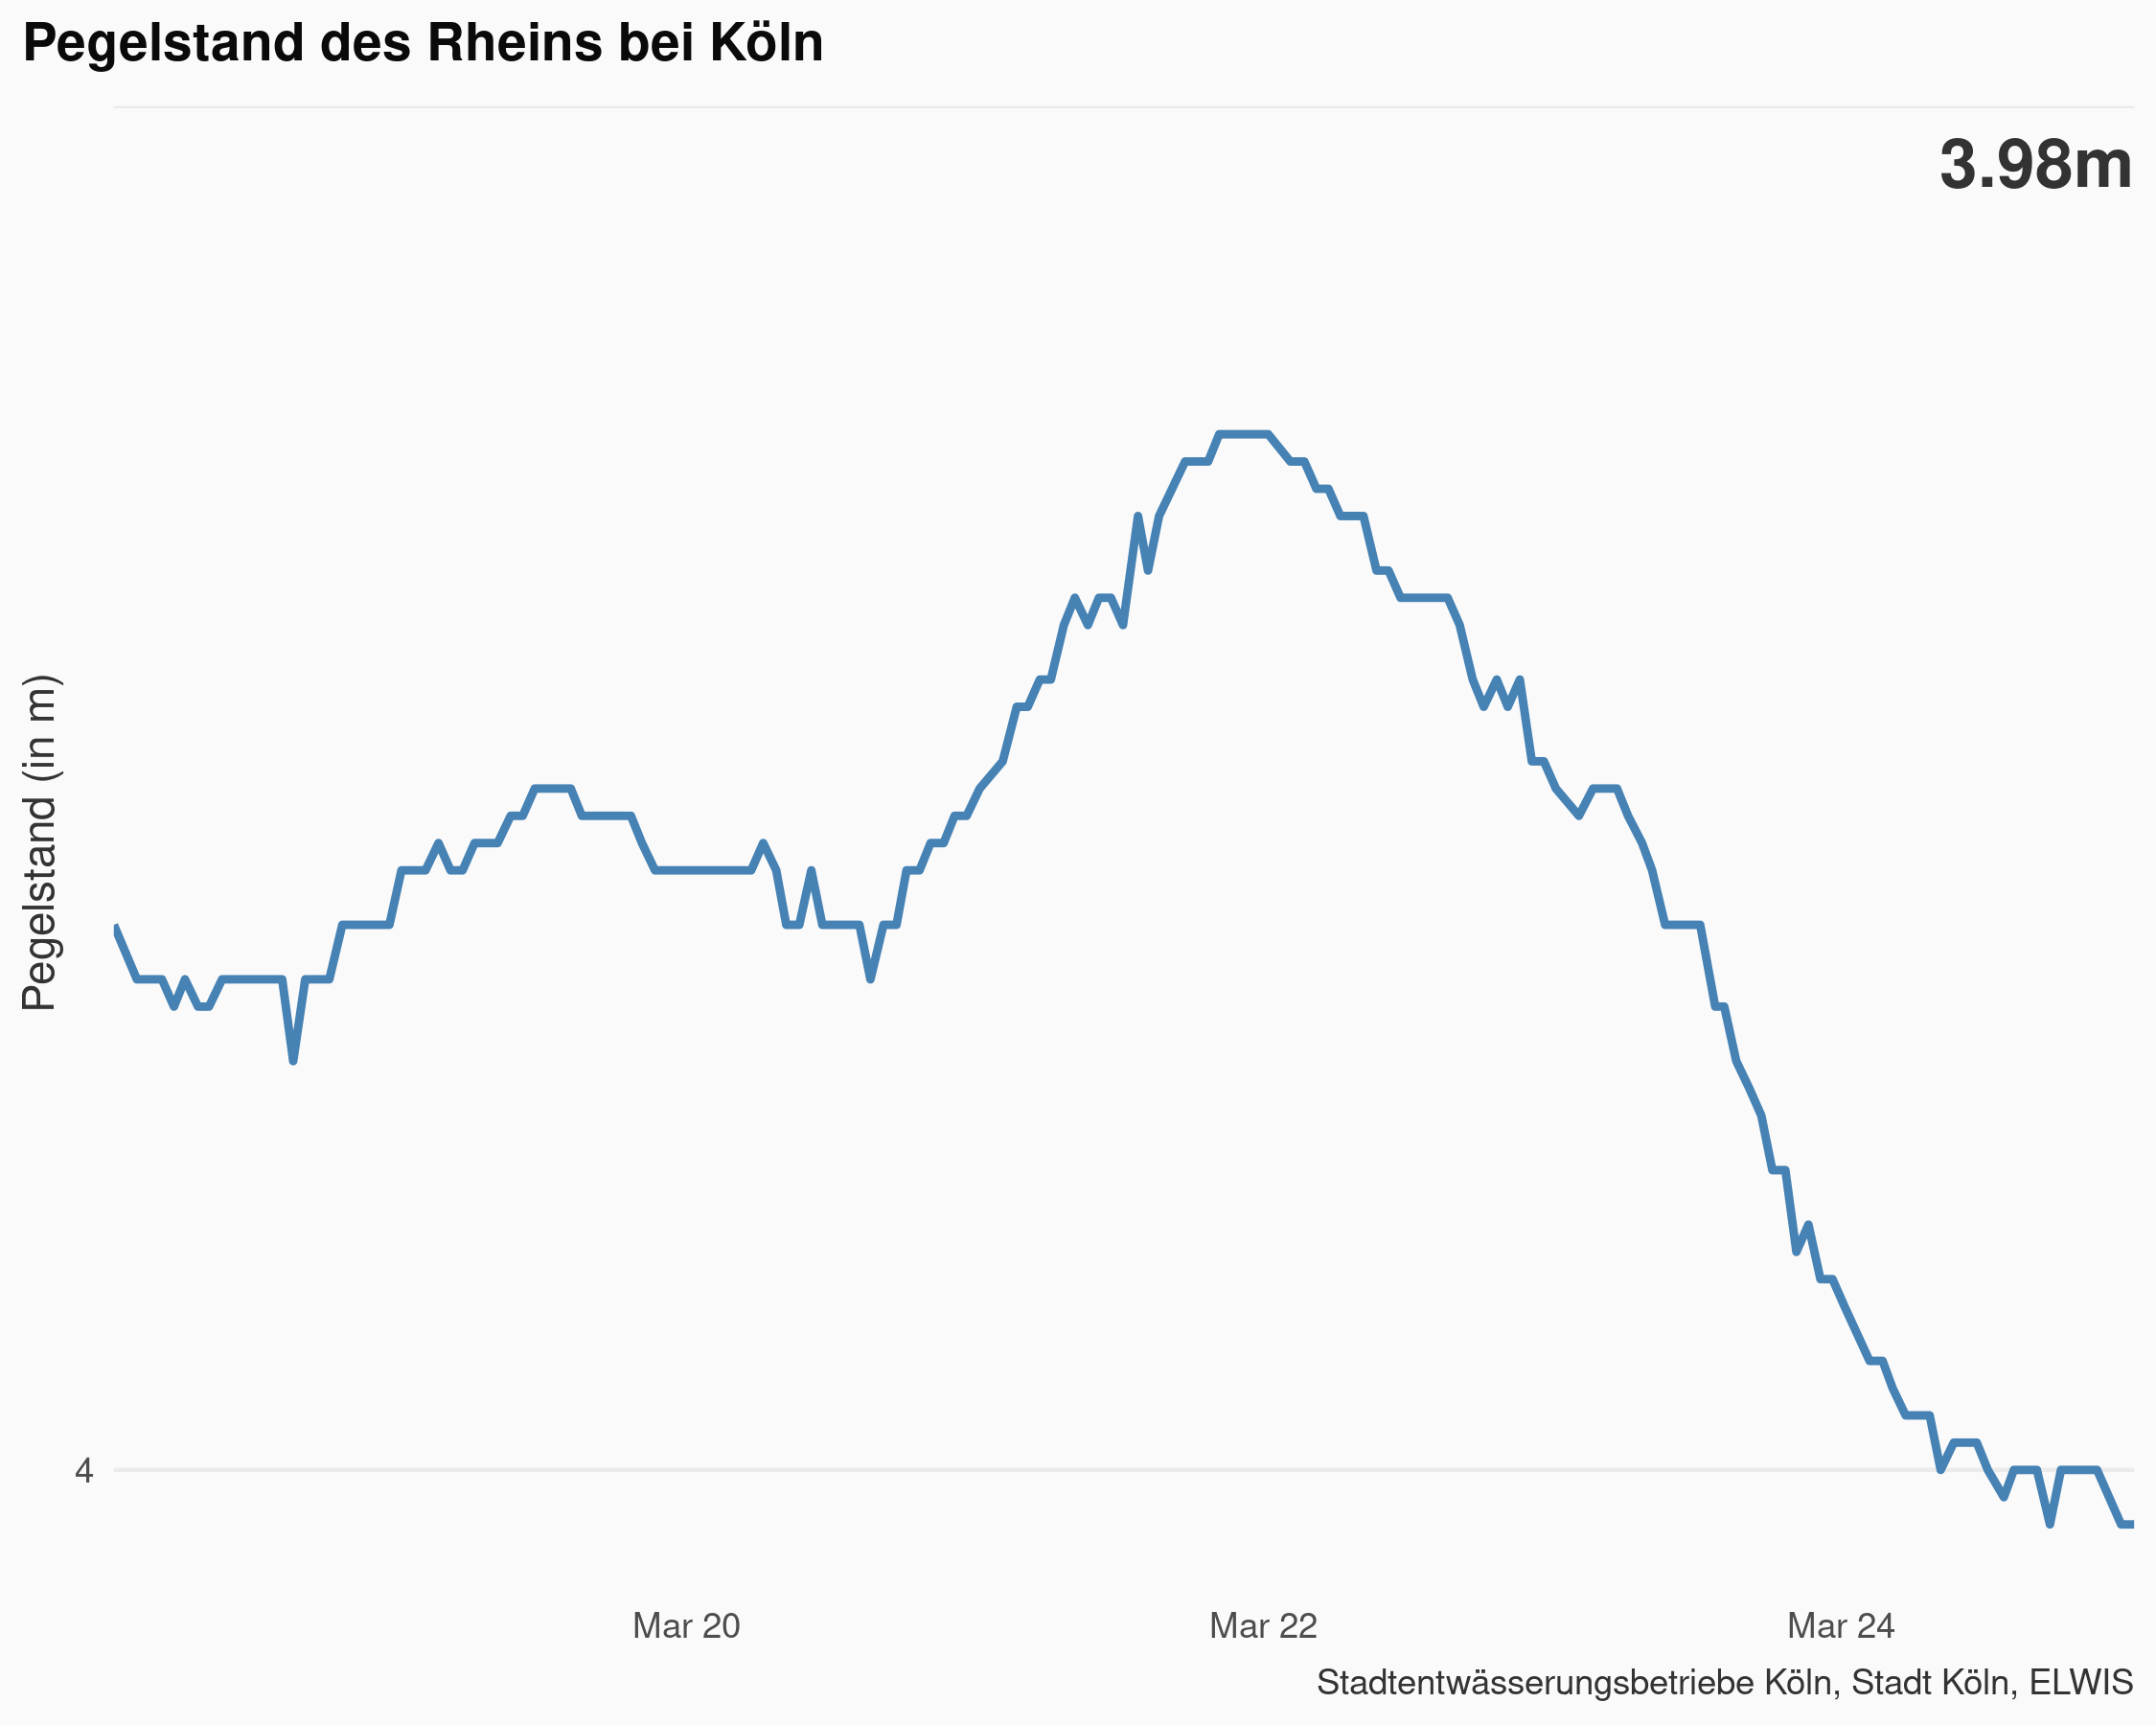 Pegelstand des Rheins bei Köln
3.98m
Pegelstand (in m)
4
Mar 20
Mar 22
Mar 24
Stadtentwässerungsbetriebe Köln, Stadt Köln, ELWIS